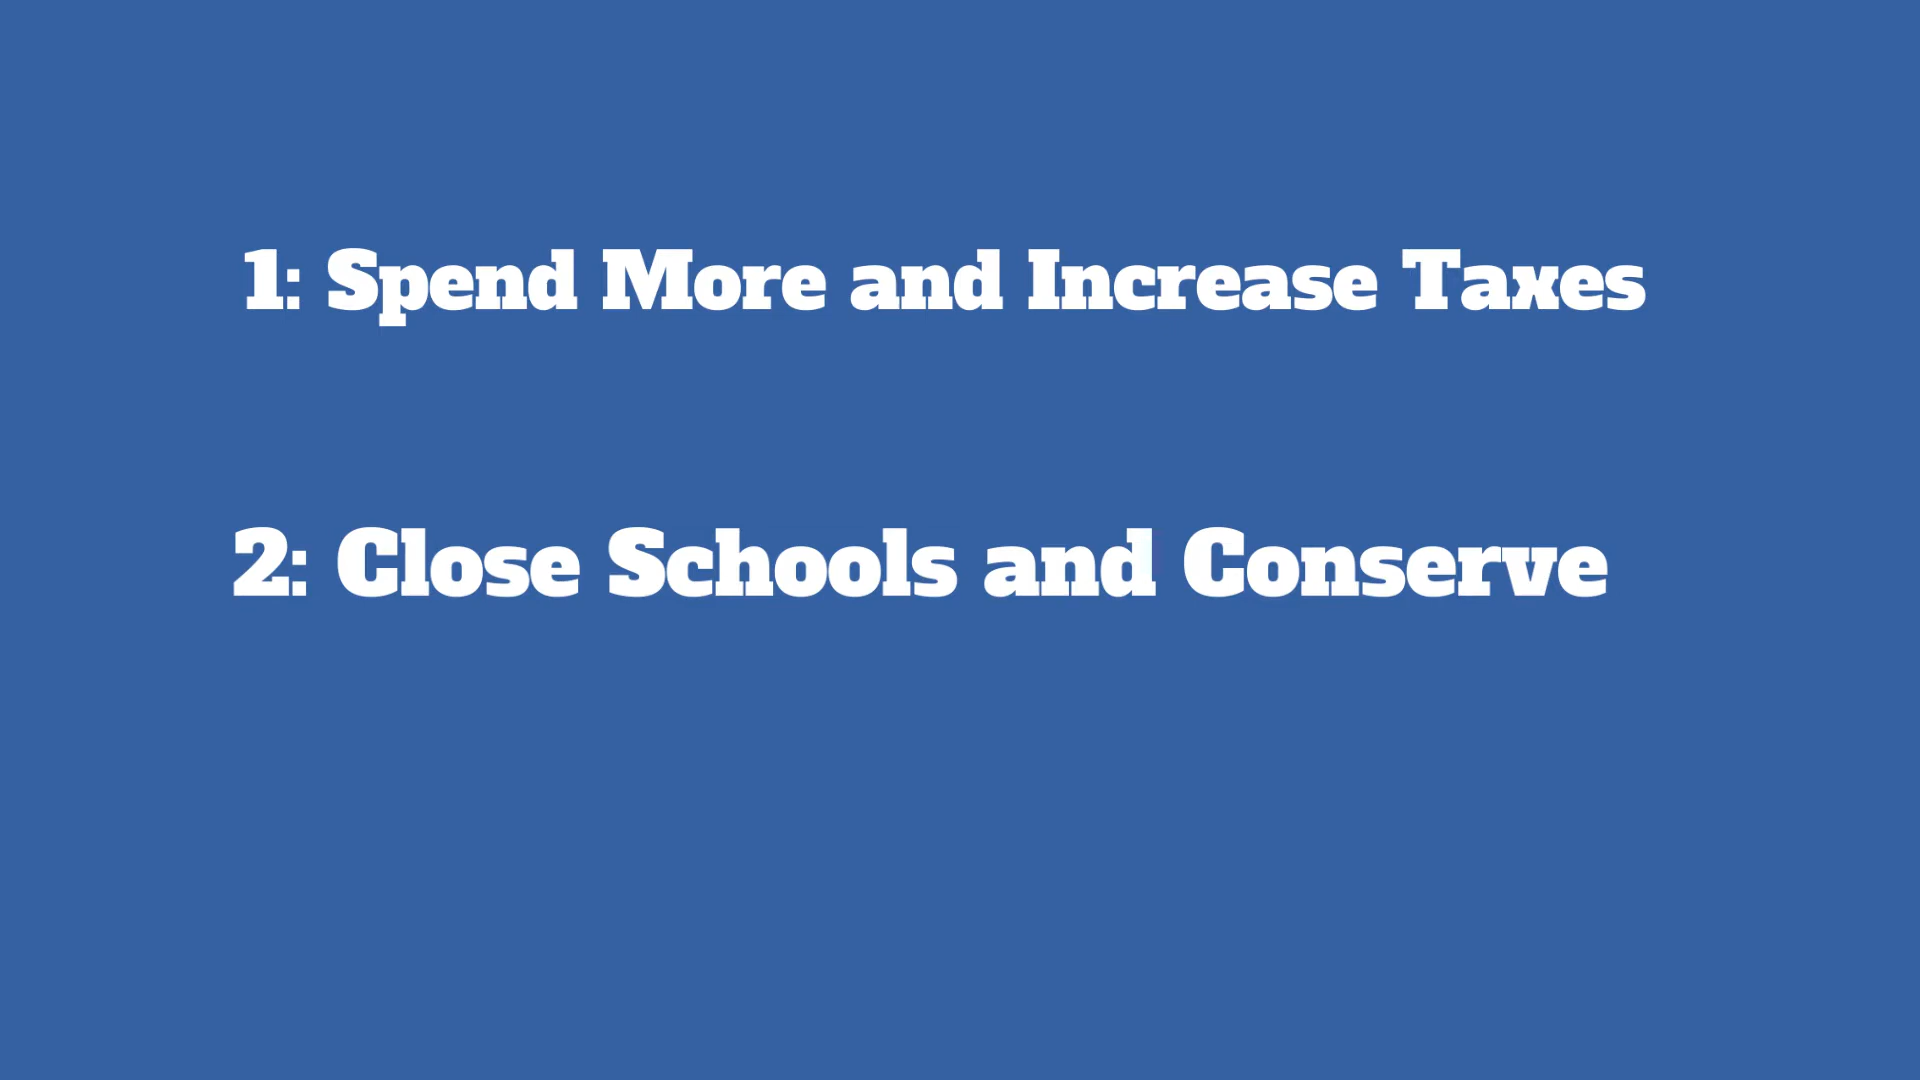 1: Spend More and Increase Taxes
2: Close Schools and Conserve